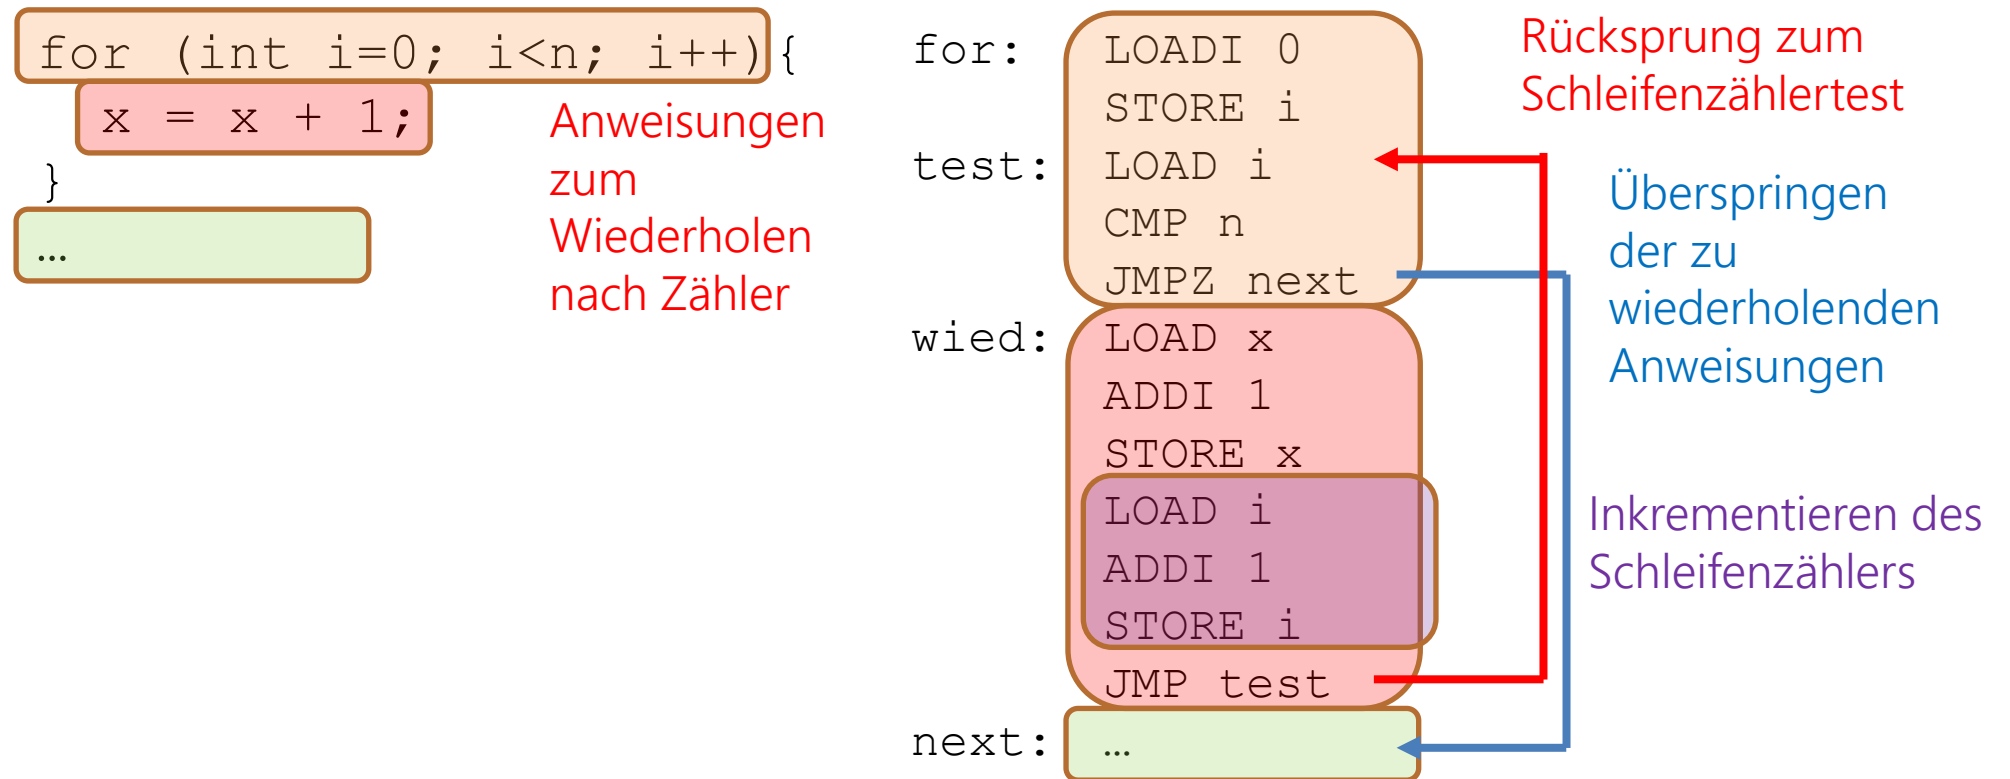 for (int i=0; i<n; i++){
x = x + 1;
}
…
Anweisungen
zum
Wiederholen
nach Zähler
for: LOADI 0
STORE i
test: LOAD i
CMP n
JMPZ next
wied: LOAD x
ADDI 1
STORE x
LOAD i
ADDI 1
STORE i
JMP test
next: …
Rücksprung zum
Schleifenzählertest
Überspringen
der zu
wiederholenden
Anweisungen
Inkrementieren des
Schleifenzählers